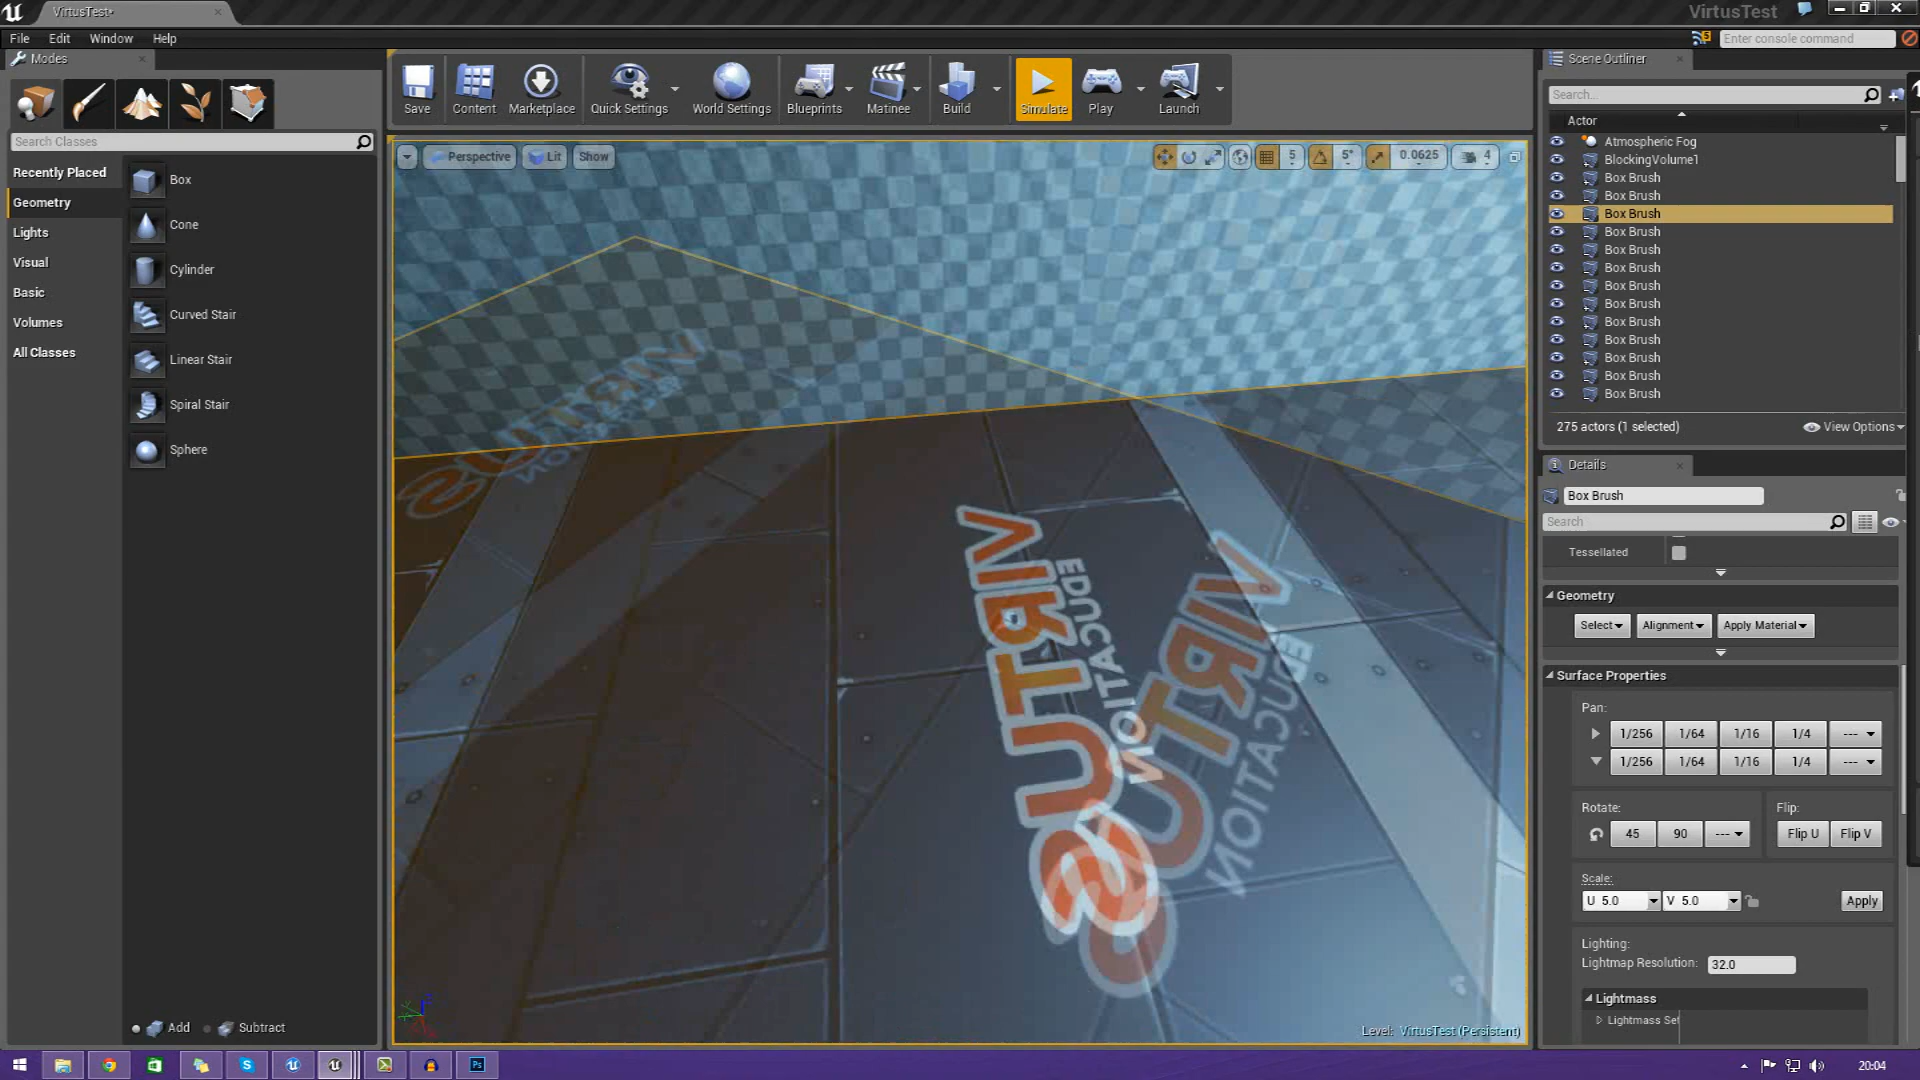 VirtusTest*
VirtusTest
File Edit Window Help
Enter console command
Modes
Save
Content
Marketplace
Quick Settings
World Settings
Blueprints
Matinee
Build
Simulate
Play
Launch
Search Classes
Recently Placed
Geometry
Lights
Visual
Basic
Volumes
All Classes
Box
Cone
Cylinder
Curved Stair
Linear Stair
Spiral Stair
Sphere
Add
Subtract
Perspective
Lit
Show
5
5°
0.0625
4
VIRTUS
EDUCATION
VIRTUS
EDUCATION
VIRTUS
Level: VirtusTest (Persistent)
Scene Outliner
Search...
Actor
Atmospheric Fog
BlockingVolume1
Box Brush
Box Brush
Box Brush
Box Brush
Box Brush
Box Brush
Box Brush
Box Brush
Box Brush
Box Brush
Box Brush
Box Brush
Box Brush
275 actors (1 selected)
View Options
Details
Box Brush
Search
Tessellated
Geometry
Select
Alignment
Apply Material
Surface Properties
Pan:
1/256 1/64 1/16 1/4 ---
1/256 1/64 1/16 1/4 ---
Rotate:
Flip:
45 90 ---
Flip U Flip V
Scale:
U 5.0 V 5.0
Apply
Lighting:
Lightmap Resolution: 32.0
Lightmass
Lightmass Set
20:04